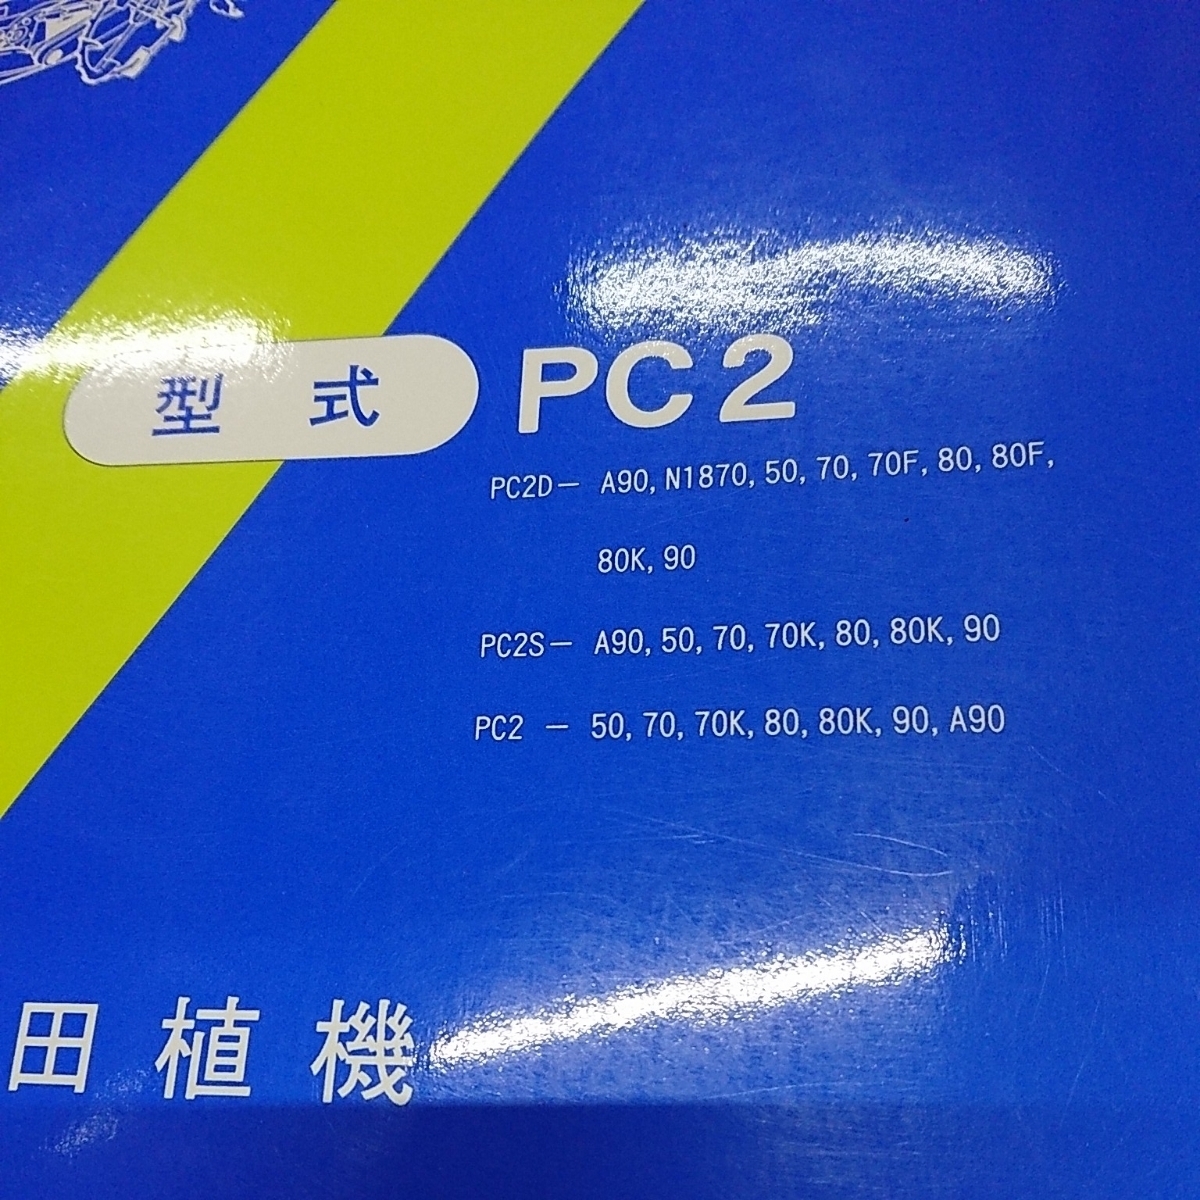 型式 PC2
PC2D− A90, N1870, 50, 70, 70F, 80, 80F,
80K, 90
PC2S− A90, 50, 70, 70K, 80, 80K, 90
PC2 − 50, 70, 70K, 80, 80K, 90, A90
田植機